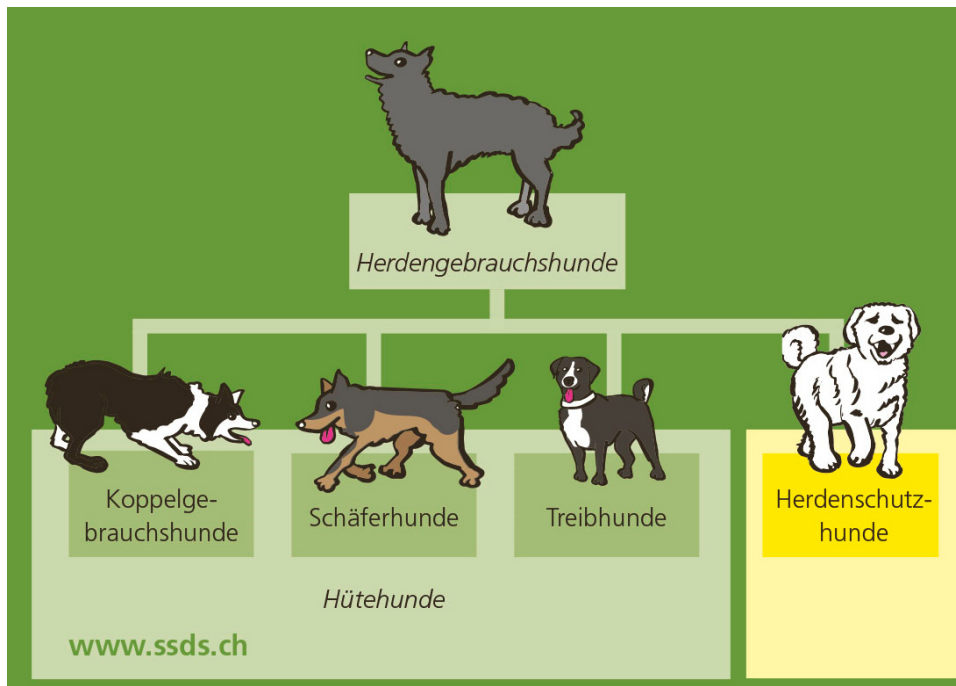 Herdengebrauchshunde
Koppelge-
brauchshunde
Schäferhunde
Treibhunde
Herdenschutz-
hunde
Hütehunde
www.ssds.ch